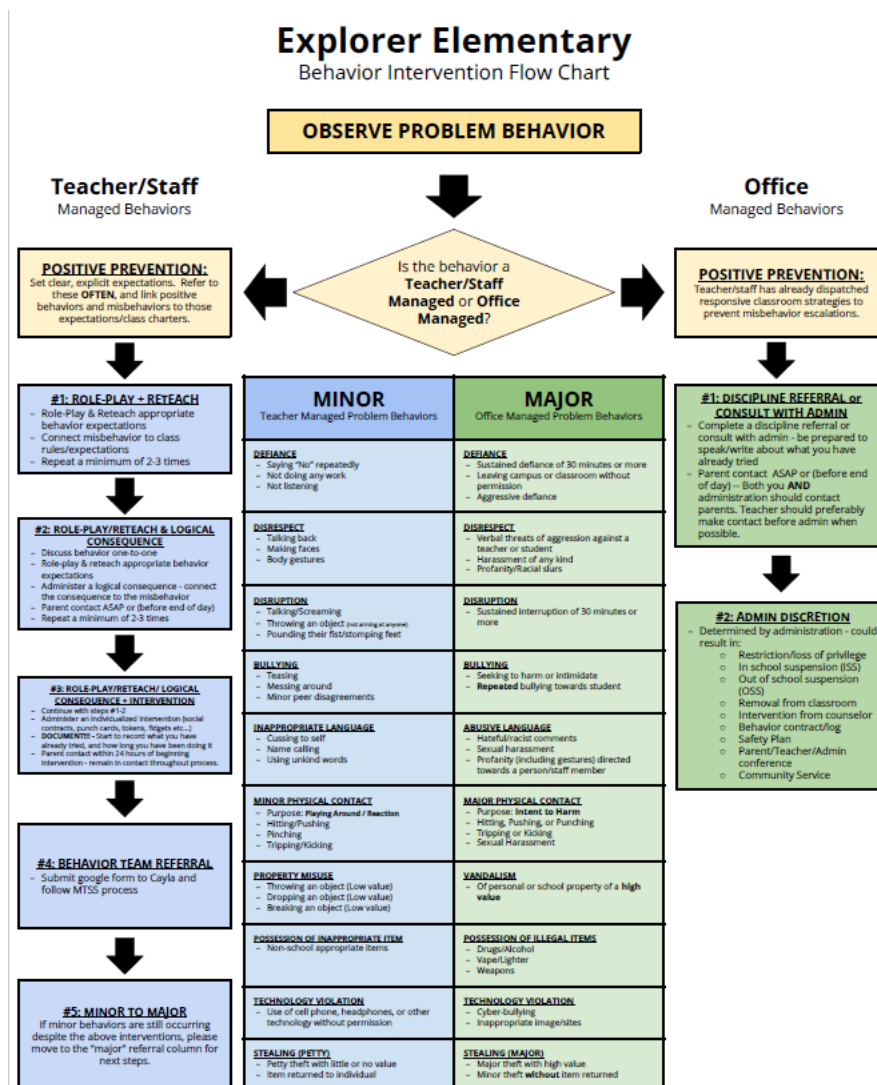 Explorer Elementary
Behavior Intervention Flow Chart
OBSERVE PROBLEM BEHAVIOR
Teacher/Staff
Managed Behaviors
Office
Managed Behaviors
Is the behavior a
Teacher/Staff
Managed or Office
Managed?
POSITIVE PREVENTION:
Set clear, explicit expectations. Refer to
these OFTEN, and link positive
behaviors and misbehaviors to those
expectations/class charters.
#1: ROLE-PLAY + RETEACH
– Role-Play & Reteach appropriate
behavior expectations
– Connect misbehavior to class
rules/expectations
– Repeat a minimum of 2-3 times
#2: ROLE-PLAY/RETEACH & LOGICAL
CONSEQUENCE
– Discuss behavior one-to-one
– Role-play & reteach appropriate behavior
expectations
– Administer a logical consequence - connect
the consequence to the misbehavior
– Parent contact ASAP or (before end of day)
– Repeat a minimum of 2-3 times
#3: ROLE-PLAY/RETEACH/ LOGICAL
CONSEQUENCE + INTERVENTION
– Continue with steps #1-2
– Administer an individualized intervention (social
contracts, punch cards, tokens, fidgets etc...)
– DOCUMENT!!! - Start to record what you have
already tried, and how long you have been doing it
– Parent contact within 24 hours of beginning
intervention - remain in contact throughout process.
#4: BEHAVIOR TEAM REFERRAL
– Submit google form to Cayla and
follow MTSS process
#5: MINOR TO MAJOR
If minor behaviors are still occurring
despite the above interventions, please
move to the "major" referral column for
next steps.
MINOR
Teacher Managed Problem Behaviors
DEFIANCE
– Saying "No" repeatedly
– Not doing any work
– Not listening
DISRESPECT
– Talking back
– Making faces
– Body gestures
DISRUPTION
– Talking/Screaming
– Throwing an object (not aiming at anyone)
– Pounding their fist/stomping feet
BULLYING
– Teasing
– Messing around
– Minor peer disagreements
INAPPROPRIATE LANGUAGE
– Cussing to self
– Name calling
– Using unkind words
MINOR PHYSICAL CONTACT
– Purpose: Playing Around / Reaction
– Hitting/Pushing
– Pinching
– Tripping/Kicking
PROPERTY MISUSE
– Throwing an object (Low value)
– Dropping an object (Low value)
– Breaking an object (Low value)
POSSESSION OF INAPPROPRIATE ITEM
– Non-school appropriate items
TECHNOLOGY VIOLATION
– Use of cell phone, headphones, or other
technology without permission
STEALING (PETTY)
– Petty theft with little or no value
– Item returned to individual
MAJOR
Office Managed Problem Behaviors
DEFIANCE
– Sustained defiance of 30 minutes or more
– Leaving campus or classroom without
permission
– Aggressive defiance
DISRESPECT
– Verbal threats of aggression against a
teacher or student
– Harassment of any kind
– Profanity/Racial slurs
DISRUPTION
– Sustained interruption of 30 minutes or
more
BULLYING
– Seeking to harm or intimidate
– Repeated bullying towards student
ABUSIVE LANGUAGE
– Hateful/racist comments
– Sexual harassment
– Profanity (including gestures) directed
towards a person/staff member
MAJOR PHYSICAL CONTACT
– Purpose: Intent to Harm
– Hitting, Pushing, or Punching
– Tripping or Kicking
– Sexual Harassment
VANDALISM
– Of personal or school property of a high
value
POSSESSION OF ILLEGAL ITEMS
– Drugs/Alcohol
– Vape/Lighter
– Weapons
TECHNOLOGY VIOLATION
– Cyber-bullying
– Inappropriate image/sites
STEALING (MAJOR)
– Major theft with high value
– Minor theft without item returned
POSITIVE PREVENTION:
Teacher/staff has already dispatched
responsive classroom strategies to
prevent misbehavior escalations.
#1: DISCIPLINE REFERRAL or
CONSULT WITH ADMIN
– Complete a discipline referral or
consult with admin - be prepared to
speak/write about what you have
already tried
– Parent contact ASAP or (before end
of day) -- Both you AND
administration should contact
parents. Teacher should preferably
make contact before admin when
possible.
#2: ADMIN DISCRETION
– Determined by administration - could
result in:
○ Restriction/loss of privilege
○ In school suspension (ISS)
○ Out of school suspension
(OSS)
○ Removal from classroom
○ Intervention from counselor
○ Behavior contract/log
○ Safety Plan
○ Parent/Teacher/Admin
conference
○ Community Service